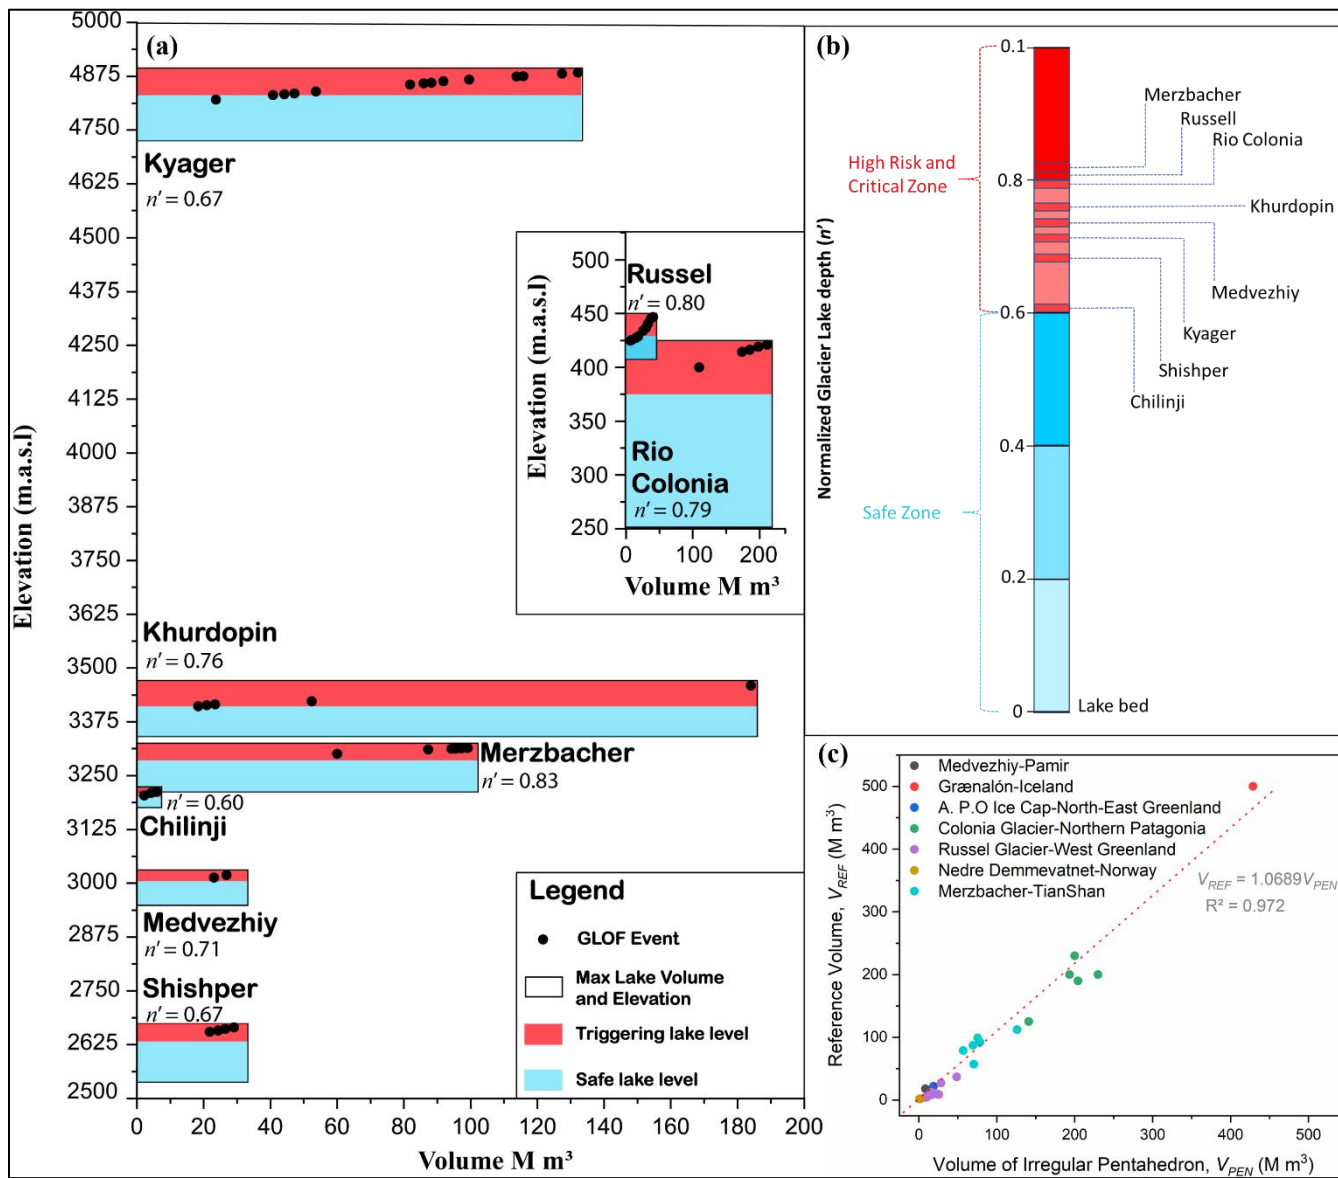 (a)
5000
4875
4750
4625
4500
4375
4250
4125
4000
3875
3750
3625
3500
3375
3250
3125
3000
2875
2750
2625
2500
Elevation (m.a.s.l)
Kyager
n' = 0.67
Khurdopin
n' = 0.76
Merzbacher
n' = 0.83
n' = 0.60
Chilinji
Medvezhiy
n' = 0.71
Shishper
n' = 0.67
0
20
40
60
80
100
120
140
160
180
200
Volume M m³
500
450
400
350
300
250
Elevation (m.a.s.l)
Russel
n' = 0.80
Rio
Colonia
n' = 0.79
0
100
200
Volume M m³
Legend
GLOF Event
Max Lake Volume
and Elevation
Triggering lake level
Safe lake level
(b)
Normalized Glacier Lake depth (n')
0.1
0.8
0.6
0.4
0.2
0
High Risk and
Critical Zone
Safe Zone
Merzbacher
Russell
Rio Colonia
Khurdopin
Medvezhiy
Kyager
Shishper
Chilinji
Lake bed
(c)
Medvezhiy-Pamir
Grænalón-Iceland
A. P.O Ice Cap-North-East Greenland
Colonia Glacier-Northern Patagonia
Russel Glacier-West Greenland
Nedre Demmevatnet-Norway
Merzbacher-TianShan
V_REF = 1.0689V_PEN
R² = 0.972
500
400
300
200
100
0
Reference Volume, V_REF (M m³)
0
100
200
300
400
500
Volume of Irregular Pentahedron, V_PEN (M m³)